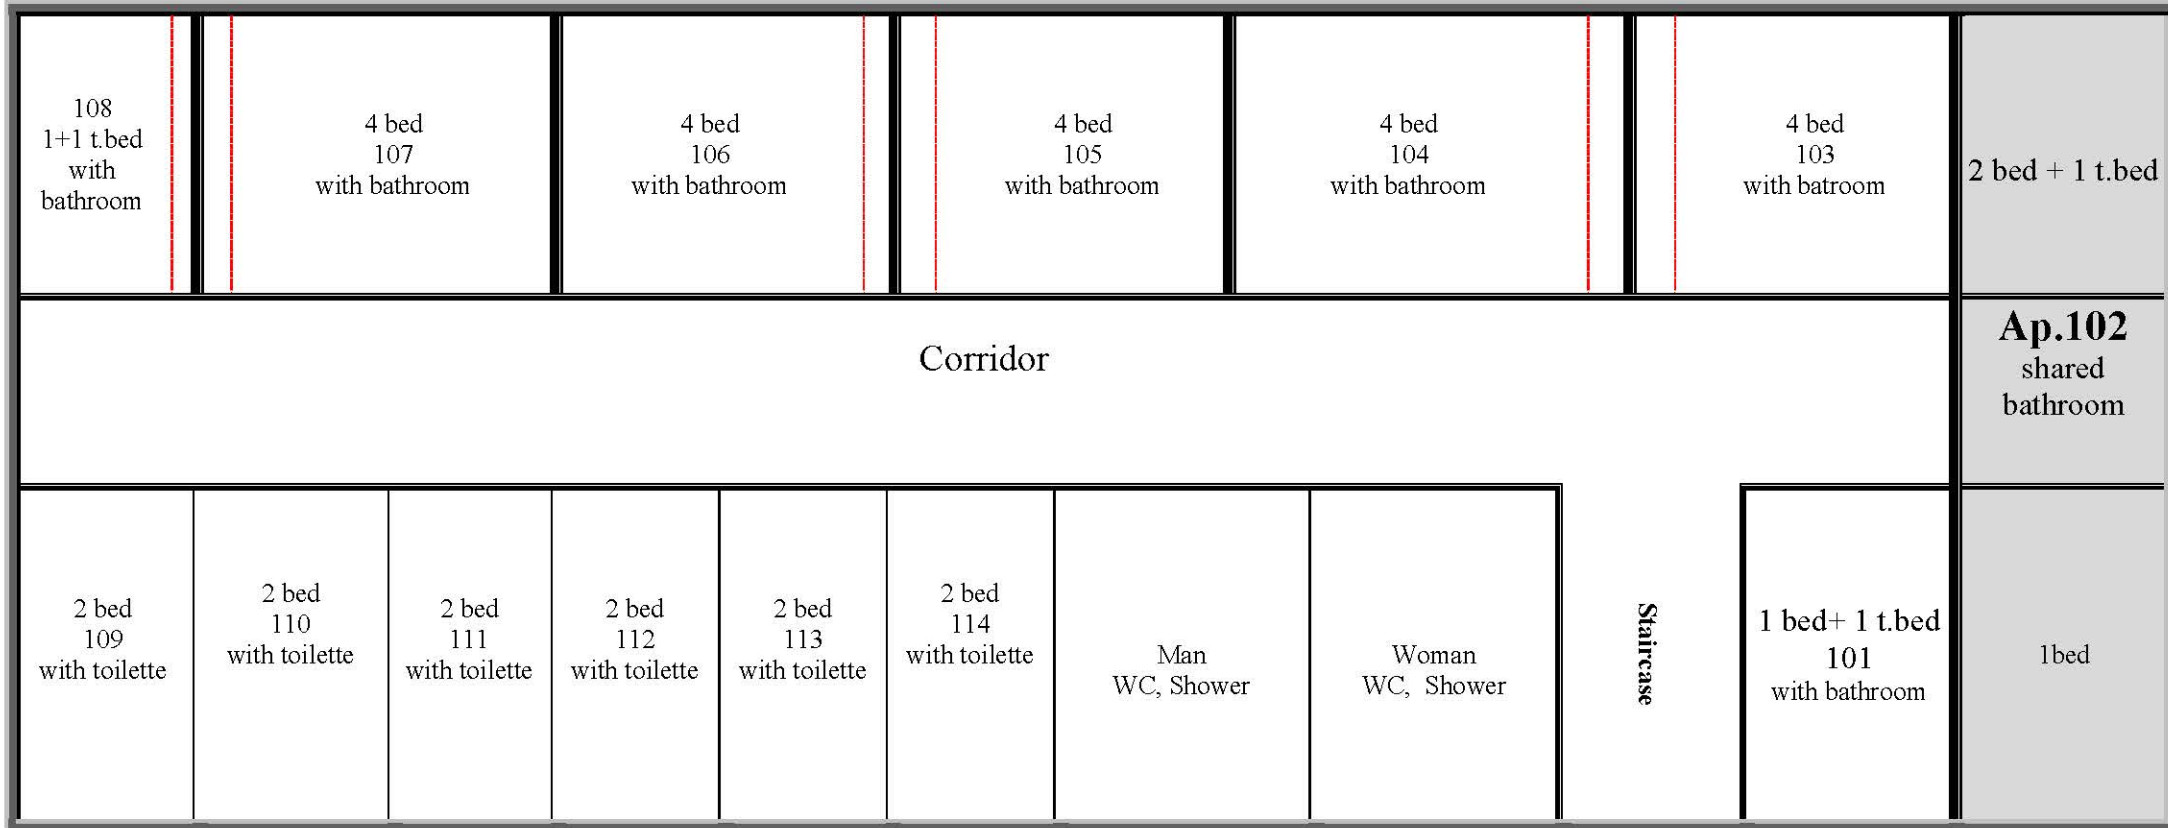 108
1+1 t.bed
with
bathroom
4 bed
107
with bathroom
4 bed
106
with bathroom
4 bed
105
with bathroom
4 bed
104
with bathroom
4 bed
103
with batroom
2 bed + 1 t.bed
Corridor
Ap.102
shared
bathroom
2 bed
109
with toilette
2 bed
110
with toilette
2 bed
111
with toilette
2 bed
112
with toilette
2 bed
113
with toilette
2 bed
114
with toilette
Man
WC, Shower
Woman
WC, Shower
Staircase
1 bed+ 1 t.bed
101
with bathroom
1bed